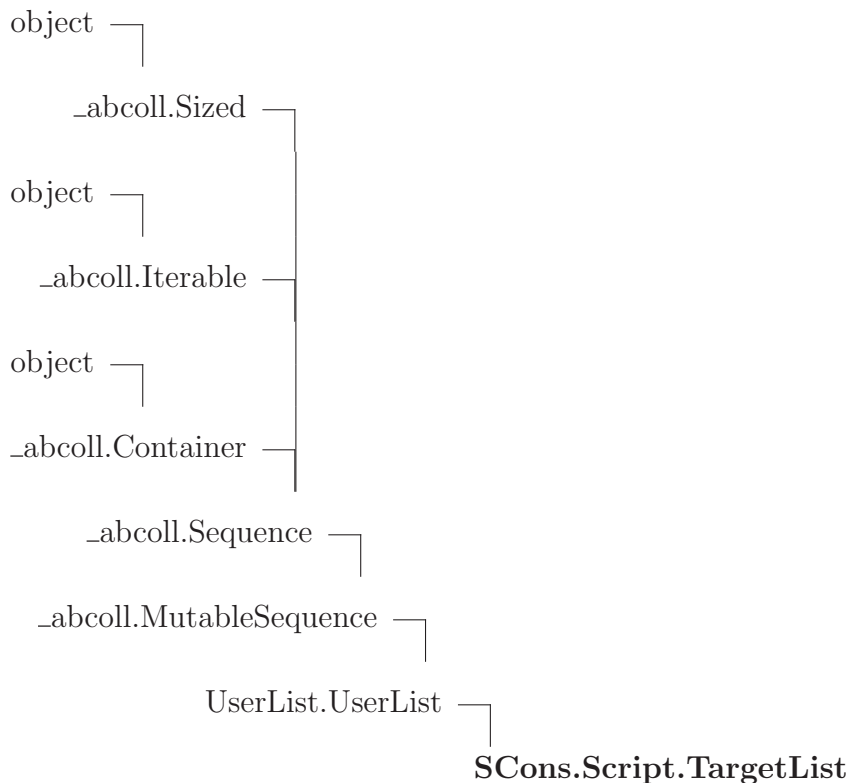 object
_abcoll.Sized
object
_abcoll.Iterable
object
_abcoll.Container
_abcoll.Sequence
_abcoll.MutableSequence
UserList.UserList
SCons.Script.TargetList